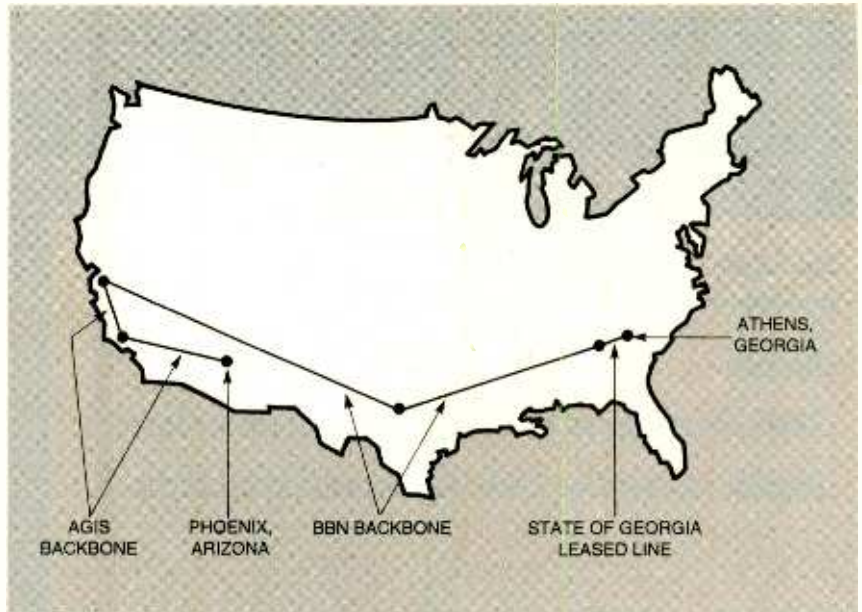 ATHENS,
GEORGIA
AGIS
BACKBONE
PHOENIX,
ARIZONA
BBN BACKBONE
STATE OF GEORGIA
LEASED LINE